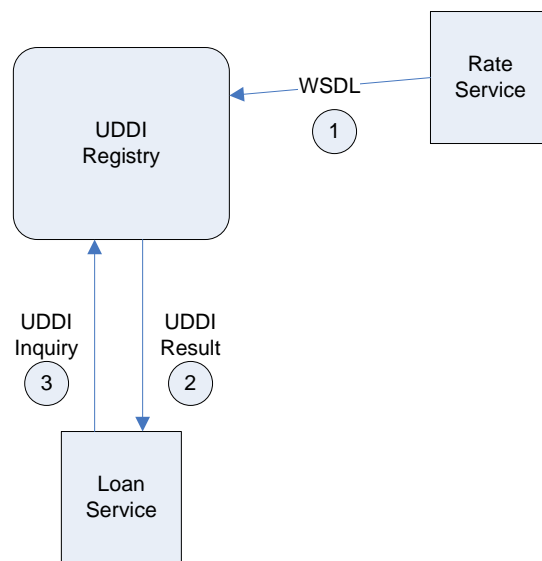 Rate
Service
WSDL
1
UDDI
Registry
UDDI
Inquiry
3
UDDI
Result
2
Loan
Service